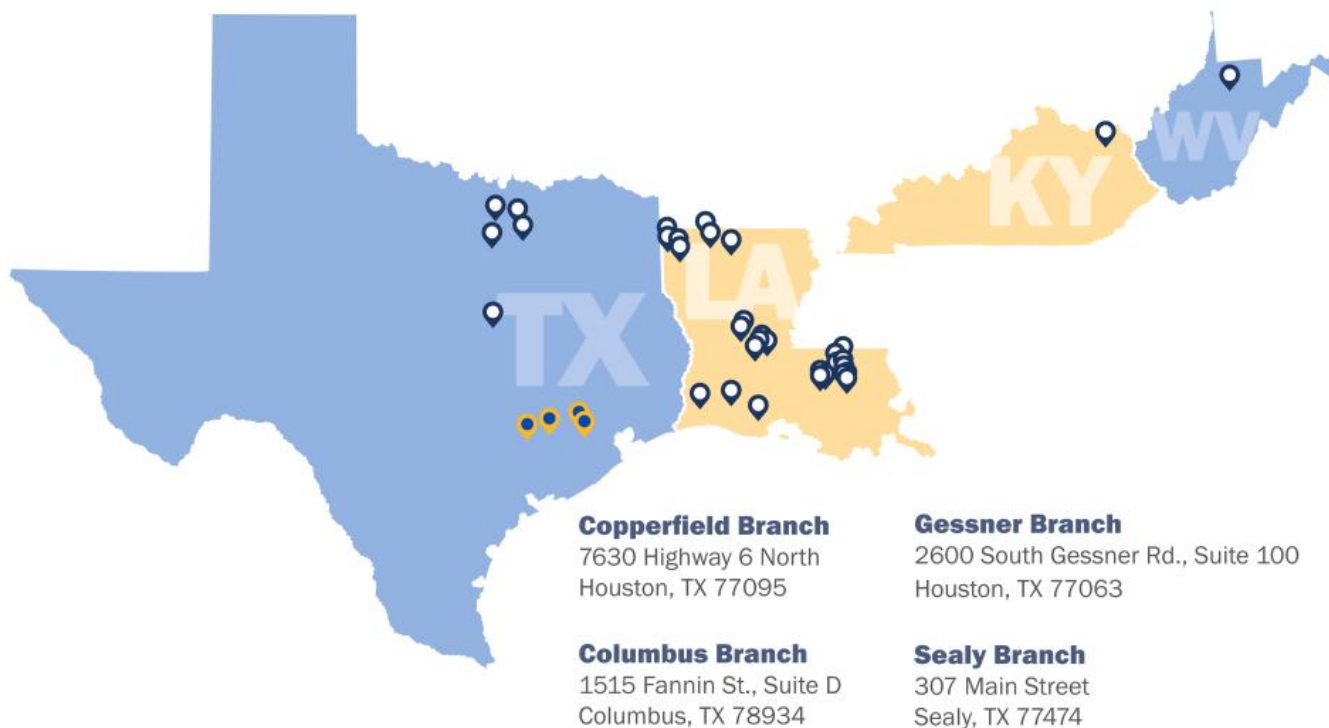 TX
LA
KY
WV
Copperfield Branch
7630 Highway 6 North
Houston, TX 77095
Gessner Branch
2600 South Gessner Rd., Suite 100
Houston, TX 77063
Columbus Branch
1515 Fannin St., Suite D
Columbus, TX 78934
Sealy Branch
307 Main Street
Sealy, TX 77474